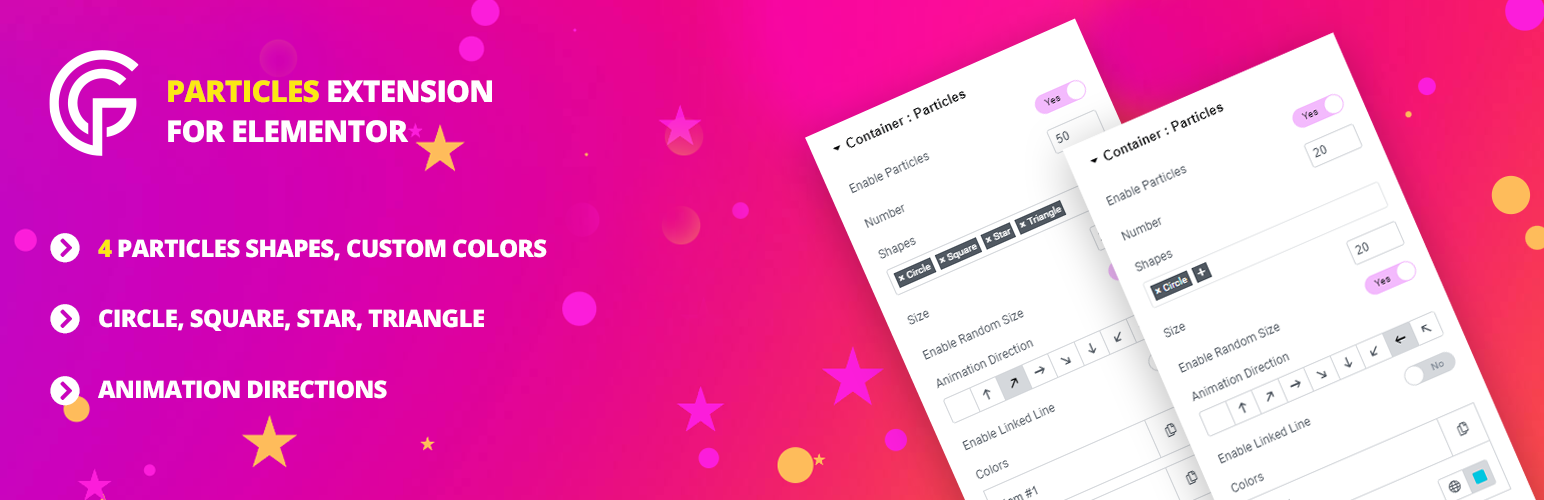 PARTICLES EXTENSION
FOR ELEMENTOR
4 PARTICLES SHAPES, CUSTOM COLORS
CIRCLE, SQUARE, STAR, TRIANGLE
ANIMATION DIRECTIONS
Container : Particles
Enable Particles
Yes
Number
50
Shapes
× Circle × Square × Star × Triangle
Size
Enable Random Size
Animation Direction
Enable Linked Line
Colors
#1
Container : Particles
Enable Particles
Yes
Number
20
Shapes
× Circle +
Size
20
Enable Random Size
Yes
Animation Direction
Enable Linked Line
No
Colors